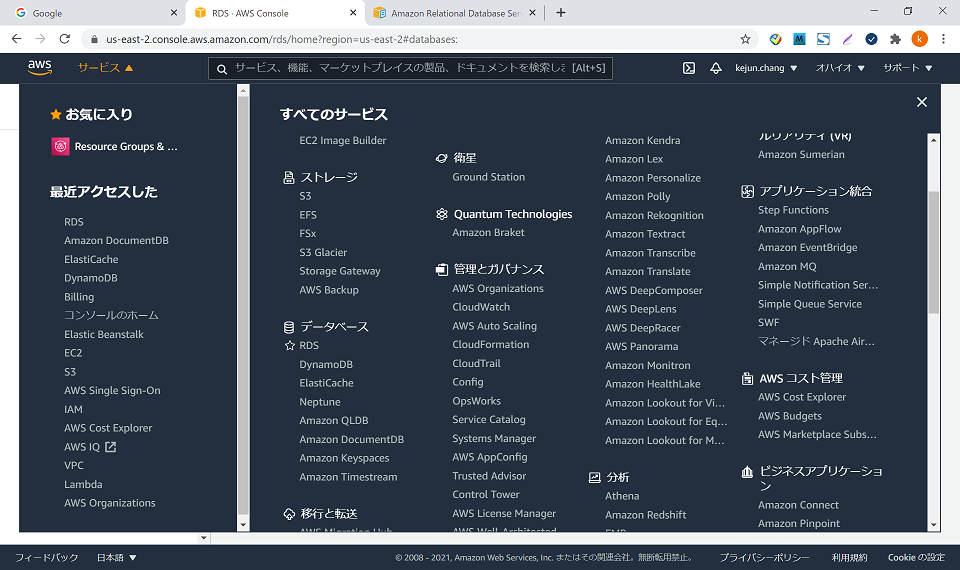 Google
RDS · AWS Console
Amazon Relational Database Ser
us-east-2.console.aws.amazon.com/rds/home?region=us-east-2#databases:
k
aws
サービス
サービス、機能、マーケットプレイスの製品、ドキュメントを検索しま [Alt+S]
kejun.chang
オハイオ
サポート
お気に入り
Resource Groups & ...
最近アクセスした
RDS
Amazon DocumentDB
ElastiCache
DynamoDB
Billing
コンソールのホーム
Elastic Beanstalk
EC2
S3
AWS Single Sign-On
IAM
AWS Cost Explorer
AWS IQ
VPC
Lambda
AWS Organizations
すべてのサービス
EC2 Image Builder
ストレージ
S3
EFS
FSx
S3 Glacier
Storage Gateway
AWS Backup
データベース
RDS
DynamoDB
ElastiCache
Neptune
Amazon QLDB
Amazon DocumentDB
Amazon Keyspaces
Amazon Timestream
移行と転送
AWS Migration Hub
衛星
Ground Station
Quantum Technologies
Amazon Braket
管理とガバナンス
AWS Organizations
CloudWatch
AWS Auto Scaling
CloudFormation
CloudTrail
Config
OpsWorks
Service Catalog
Systems Manager
AWS AppConfig
Trusted Advisor
Control Tower
AWS License Manager
AWS Well-Architected
Amazon Kendra
Amazon Lex
Amazon Personalize
Amazon Polly
Amazon Rekognition
Amazon Textract
Amazon Transcribe
Amazon Translate
AWS DeepComposer
AWS DeepLens
AWS DeepRacer
AWS Panorama
Amazon Monitron
Amazon HealthLake
Amazon Lookout for Vi...
Amazon Lookout for Eq...
Amazon Lookout for M...
分析
Athena
Amazon Redshift
EMR
ルリアリティ (VR)
Amazon Sumerian
アプリケーション統合
Step Functions
Amazon AppFlow
Amazon EventBridge
Amazon MQ
Simple Notification Ser...
Simple Queue Service
SWF
マネージド Apache Air...
AWS コスト管理
AWS Cost Explorer
AWS Budgets
AWS Marketplace Subs...
ビジネスアプリケーショ
ン
Amazon Connect
Amazon Pinpoint
フィードバック
日本語
© 2008 - 2021, Amazon Web Services, Inc. またはその関連会社。無断転用禁止。
プライバシーポリシー
利用規約
Cookie の設定